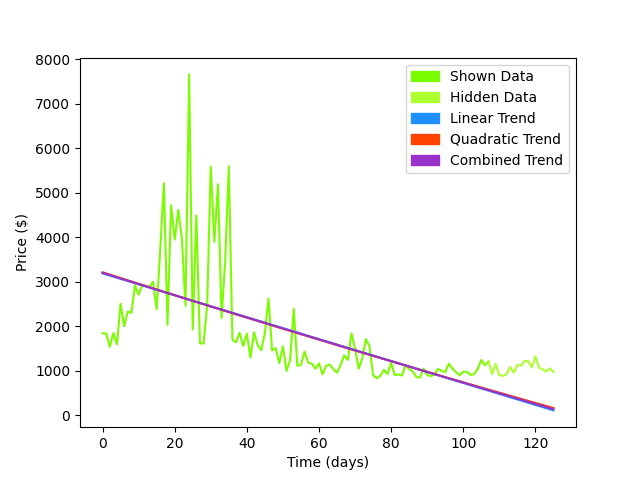 8000
7000
6000
5000
4000
3000
2000
1000
0
Price ($)
0 20 40 60 80 100 120
Time (days)
Shown Data
Hidden Data
Linear Trend
Quadratic Trend
Combined Trend